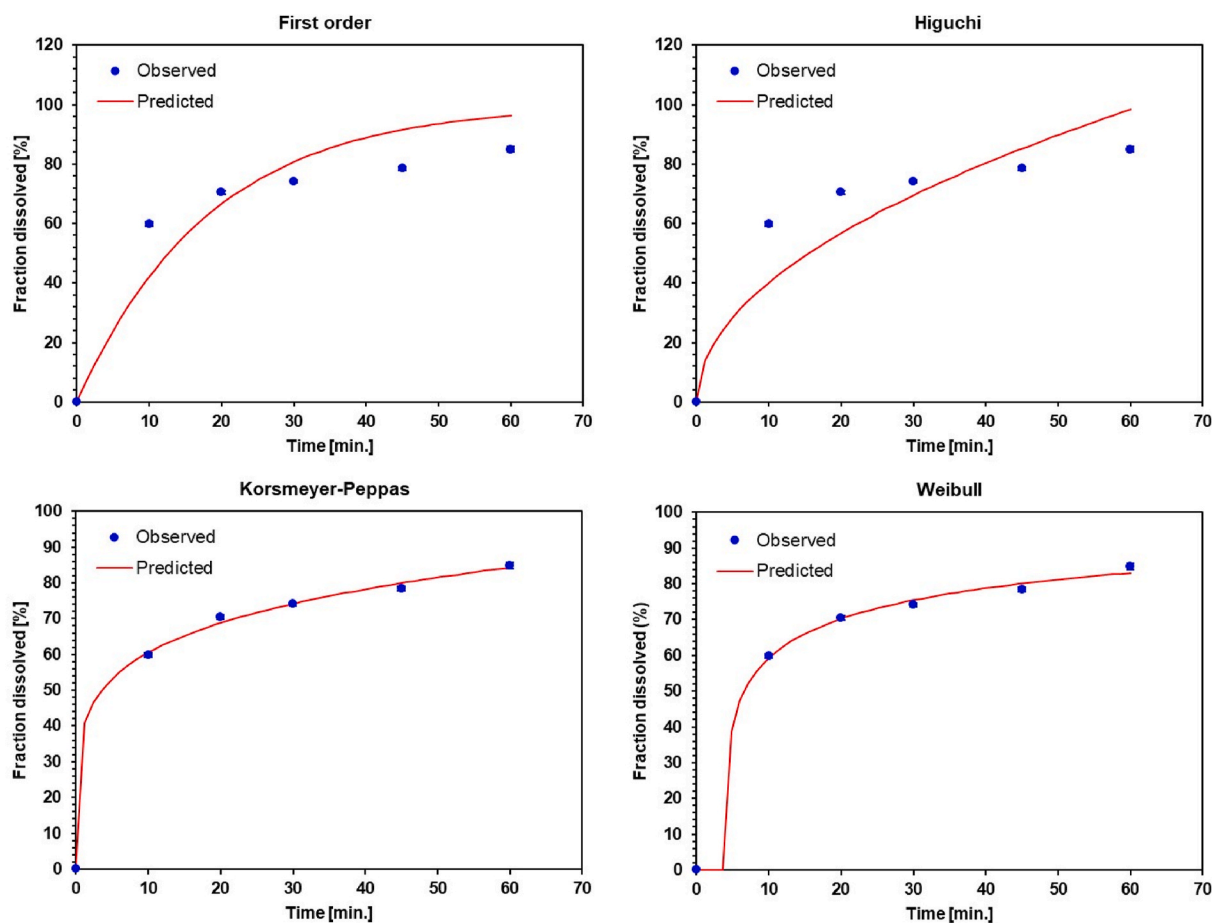 First order
120
100
80
60
40
20
0
Observed
Predicted
Fraction dissolved [%]
0 10 20 30 40 50 60 70
Time [min.]
Higuchi
120
100
80
60
40
20
0
Observed
Predicted
Fraction dissolved [%]
0 10 20 30 40 50 60 70
Time [min.]
Korsmeyer-Peppas
100
90
80
70
60
50
40
30
20
10
0
Observed
Predicted
Fraction dissolved [%]
0 10 20 30 40 50 60 70
Time [min.]
Weibull
100
90
80
70
60
50
40
30
20
10
0
Observed
Predicted
Fraction dissolved (%)
0 10 20 30 40 50 60 70
Time [min.]